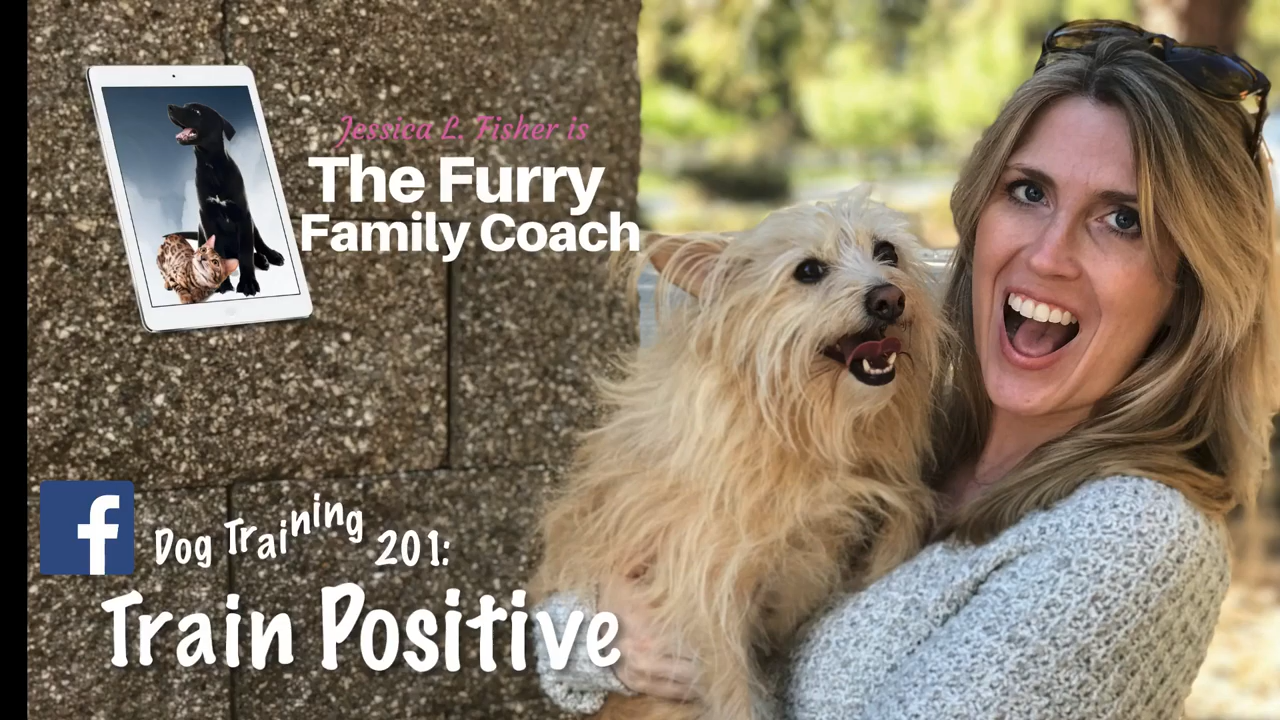 Jessica L. Fisher is
The Furry
Family Coach
f
Dog Training 201:
Train Positive